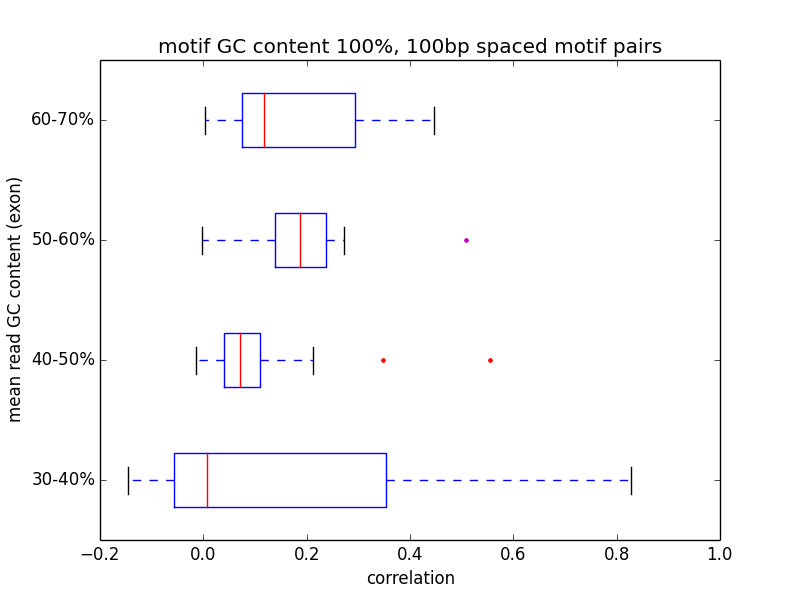 motif GC content 100%, 100bp spaced motif pairs
mean read GC content (exon)
60-70%
50-60%
40-50%
30-40%
−0.2 0.0 0.2 0.4 0.6 0.8 1.0
correlation